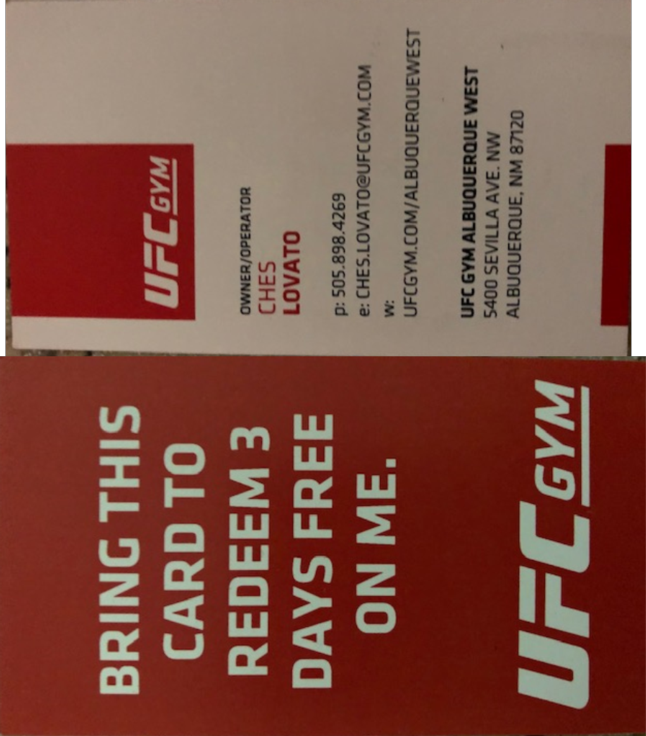 UFC GYM
OWNER/OPERATOR
CHES
LOVATO
p: 505.898.4269
e: CHES.LOVATO@UFCGYM.COM
w:
UFCGYM.COM/ALBUQUERQUEWEST
UFC GYM ALBUQUERQUE WEST
5400 SEVILLA AVE. NW
ALBUQUERQUE, NM 87120
BRING THIS
CARD TO
REDEEM 3
DAYS FREE
ON ME.
UFC GYM